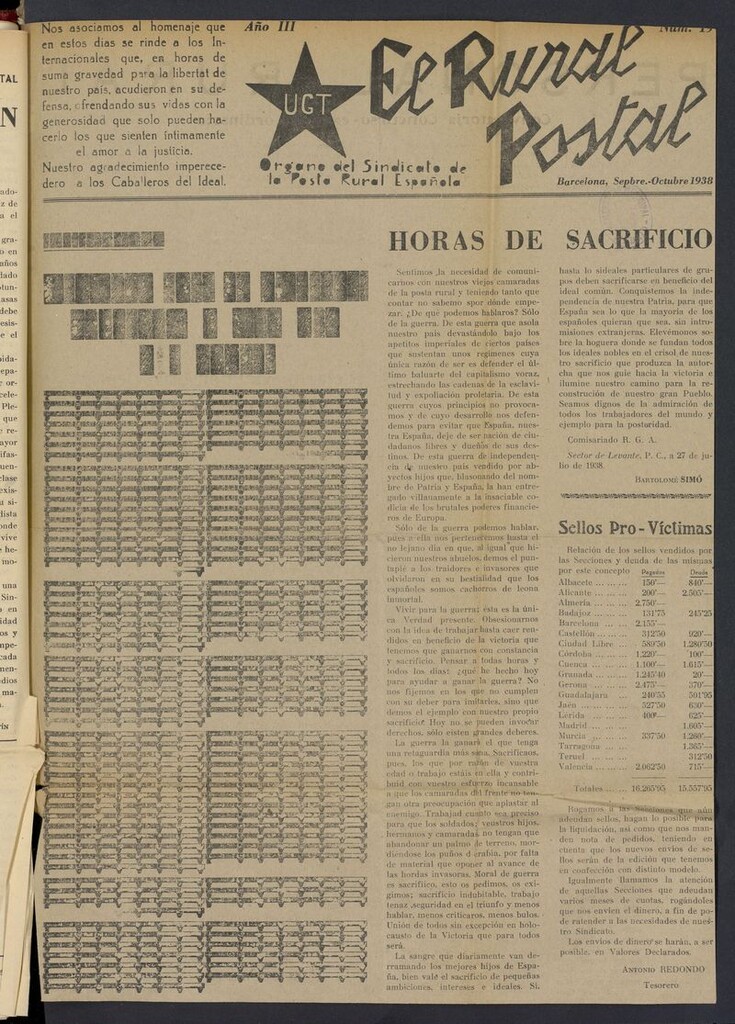 Nos asociamos al homenaje que
en estos días se rinde a los In-
ternacionales que, en horas de
suma gravedad para la libertad de
nuestro país, acudieron en su de-
fensa, ofrendando sus vidas con la
generosidad que solo pueden ha-
cerlo los que sienten íntimamente
el amor a la justicia.
Nuestro agradecimiento imperece-
dero a los Caballeros del Ideal.
Año III
Núm. 19
UGT
El Rural
Postal
Organo del Sindicato de
la Posta Rural Española
Barcelona, Sepbre.-Octubre 1938
HORAS DE SACRIFICIO
Sentimos la necesidad de comuni-
carnos con nuestros viejos camaradas
de la posta rural y teniendo tanto que
contar no sabemo spor dónde empe-
zar. ¿De que podemos hablaros? Sólo
de la guerra. De esta guerra que asola
nuestro país devastándolo bajo los
apetitos imperiales de ciertos países
que sustentan unos regímenes cuya
única razón de ser es defender el úl-
timo baluarte del capitalismo voraz,
estrechando las cadenas de la esclavi-
tud y expoliación proletaria. De esta
guerra cuyos principios no provoca-
mos y de cuyo desarrollo nos defen-
demos para evitar que España, nues-
tra España, deje de ser nación de ciu-
dadanos libres y dueños de sus des-
tinos. De esta guerra de independen-
cia de nuestro país vendido por ab-
yectos hijos que, blasonando del nom-
bre de Patria y España, la han entre-
gado villanamente a la insaciable co-
dicia de los brutales poderes financie-
ros de Europa.
Sólo de la guerra podemos hablar,
pues a ella nos pertenecemos hasta el
no lejano día en que, al igual que hi-
cieron nuestros abuelos, demos el pun-
tapie a los traidores e invasores que
olvidaron en su bestialidad que los
españoles somos cachorros de leona
inmortal.
Vivir para la guerra; ésta es la úni-
ca Verdad presente. Obsesionarnos
con la idea de trabajar hasta caer ren-
didos en beneficio de la victoria que
tenemos que ganarnos con constancia
y sacrificio. Pensar a todas horas y
todos los días: ¿qué he hecho hoy
para ayudar a ganar la guerra? No
nos fijemos en los que no cumplen
con su deber para imitarles, sino que
démos el ejemplo con nuestro propio
sacrificio! Hoy no se pueden invocar
derechos, sólo existen grandes deberes.
La guerra la ganará el que tenga
una retaguardia más sana. Sacrificaos,
pues, los que por razón de vuestra
edad o trabajo estáis en ella y contri-
buid con vuestro esfuerzo incansable
a que los camaradas del frente no ten-
gan otra preocupación que aplastar al
enemigo. Trabajad cuanto sea preciso
para que los soldados; vuestros hijos,
hermanos y camaradas, no tengan que
abandonar un palmo de terreno, mor-
diéndose los puños d erabia, por falta
de material que oponer al avance de
las hordas invasoras. Moral de guerra
es sacrificio, esto os pedimos, os exi-
gimos; sacrificio indubitable, trabajo
tenaz, seguridad en el triunfo y menos
hablar, menos criticaros, menos bulos.
Unión de todos sin excepción en holo-
causto de la Victoria que para todos
será.
La sangre que diariamente van de-
rramando los mejores hijos de Espa-
ña, bien vale el sacrificio de pequeñas
ambiciones, intereses e ideales. Sí,
hasta lo sideales particulares de gru-
pos deben sacrificarse en beneficio del
ideal común. Conquistemos la inde-
pendencia de nuestra Patria, para que
España sea lo que la mayoría de los
españoles quieran que sea, sin intro-
misiones extranjeras. Elevémonos so-
bre la hoguera donde se fundan todos
los ideales nobles en el crisol de nues-
tro sacrificio que produzca la antor-
cha que nos guíe hacia la victoria e
ilumine nuestro camino para la re-
construcción de nuestro gran Pueblo.
Seamos dignos de la admiración de
todos los trabajadores del mundo y
ejemplo para la posteridad.
Comisariado R. G. A.
Sector de Levante, P. C., a 27 de ju-
lio de 1938.
BARTOLOMÉ SIMÓ
Sellos Pro-Víctimas
Relación de los sellos vendidos por
las Secciones y deuda de las mismas
por este concepto Pagados Deuda
Albacete ... ... ... 150'— 840'—
Alicante ... ... ... 200'— 2.505'—
Almería ... ... ... 2.750'—
Badajoz ... ... ... 131'75 245'25
Barcelona ... ... ... 2.155'—
Castellón ... ... ... 312'50 920'—
Ciudad Libre ... ... 589'50 1.280'50
Córdoba ... ... ... 1.220'— 100'—
Cuenca ... ... ... 1.100'— 1.615'—
Granada ... ... ... 1.245'40 20'—
Gerona ... ... ... 2.475'— 370'—
Guadalajara ... ... 240'55 501'95
Jaén ... ... ... 527'50 630'—
Lérida ... ... ... 400'— 625'—
Madrid ... ... ... 1.605'—
Murcia ... ... ... 337'50 1.260'—
Tarragona ... ... ... 1.365'—
Teruel ... ... ... 312'50
Valencia ... ... ... 2.062'50 715'—
Totales ... ... 16.265'95 15.557'95
Rogamos a las Secciones que aún
adeudan sellos, hagan lo posible para
la liquidación, así como que nos man-
den nota de pedidos, teniendo en
cuenta que los nuevos envíos de se-
llos serán de la edición que tenemos
en confección con distinto modelo.
Igualmente llamamos la atención
de aquellas Secciones que adeudan
varios meses de cuotas, rogándoles
que nos envíen el dinero, a fin de po-
de ratender a las necesidades de nues-
tro Sindicato.
Los envíos de dinero se harán, a ser
posible, en Valores Declarados.
ANTONIO REDONDO
Tesorero